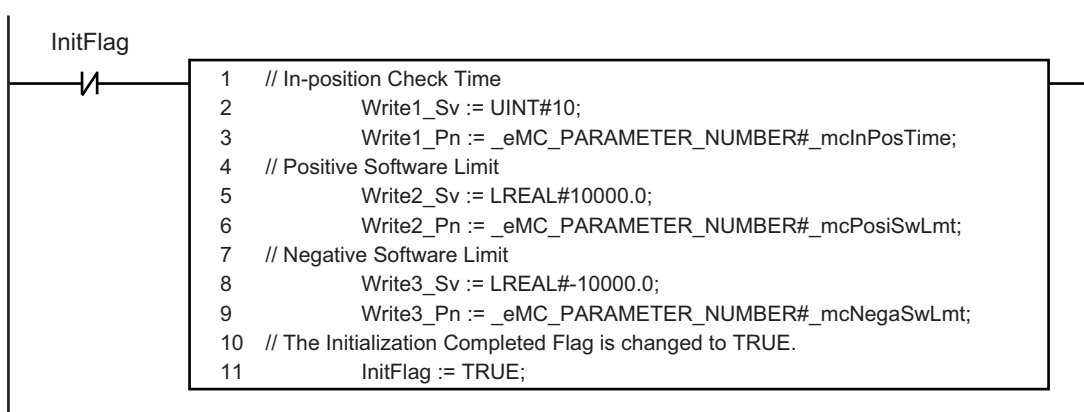 InitFlag
1 // In-position Check Time
2 Write1_Sv := UINT#10;
3 Write1_Pn := _eMC_PARAMETER_NUMBER#_mcInPosTime;
4 // Positive Software Limit
5 Write2_Sv := LREAL#10000.0;
6 Write2_Pn := _eMC_PARAMETER_NUMBER#_mcPosiSwLmt;
7 // Negative Software Limit
8 Write3_Sv := LREAL#-10000.0;
9 Write3_Pn := _eMC_PARAMETER_NUMBER#_mcNegaSwLmt;
10 // The Initialization Completed Flag is changed to TRUE.
11 InitFlag := TRUE;